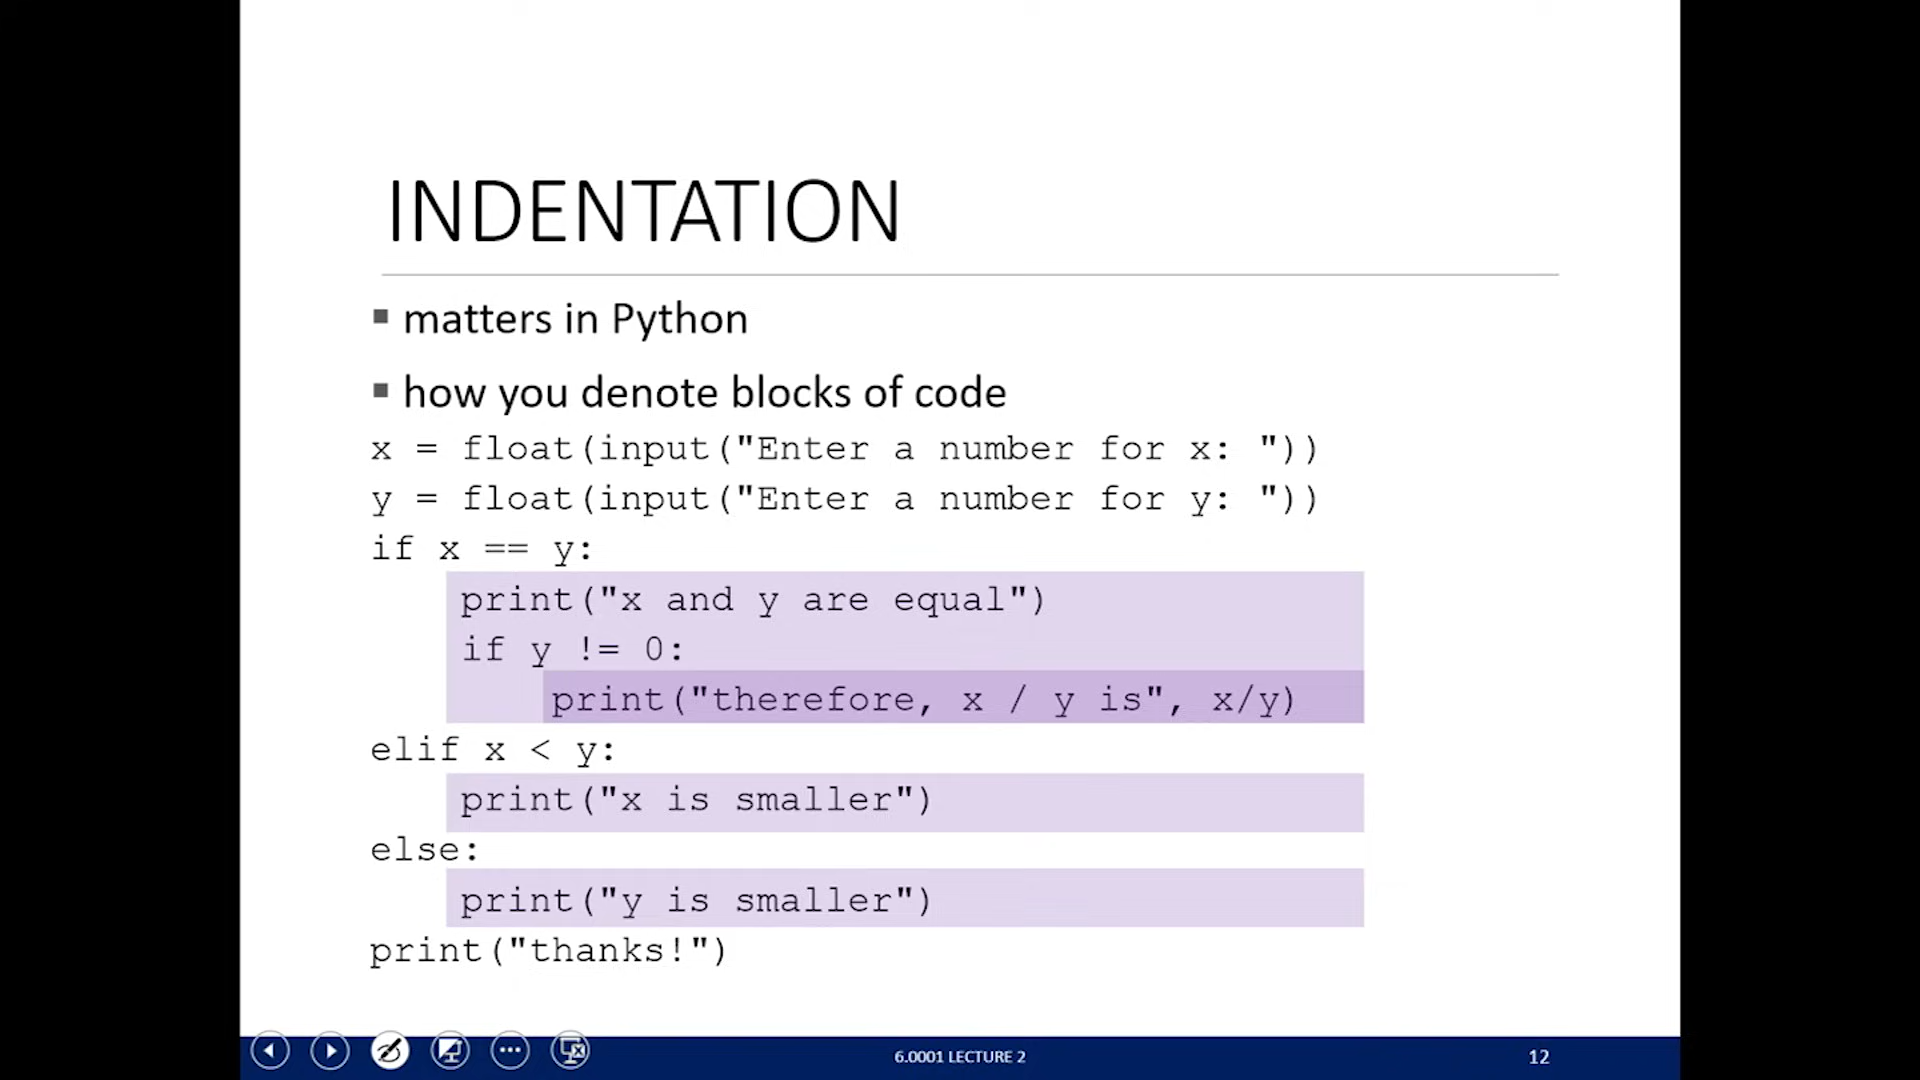 INDENTATION
▪ matters in Python
▪ how you denote blocks of code
x = float(input("Enter a number for x: "))
y = float(input("Enter a number for y: "))
if x == y:
    print("x and y are equal")
    if y != 0:
        print("therefore, x / y is", x/y)
elif x < y:
    print("x is smaller")
else:
    print("y is smaller")
print("thanks!")
6.0001 LECTURE 2
12